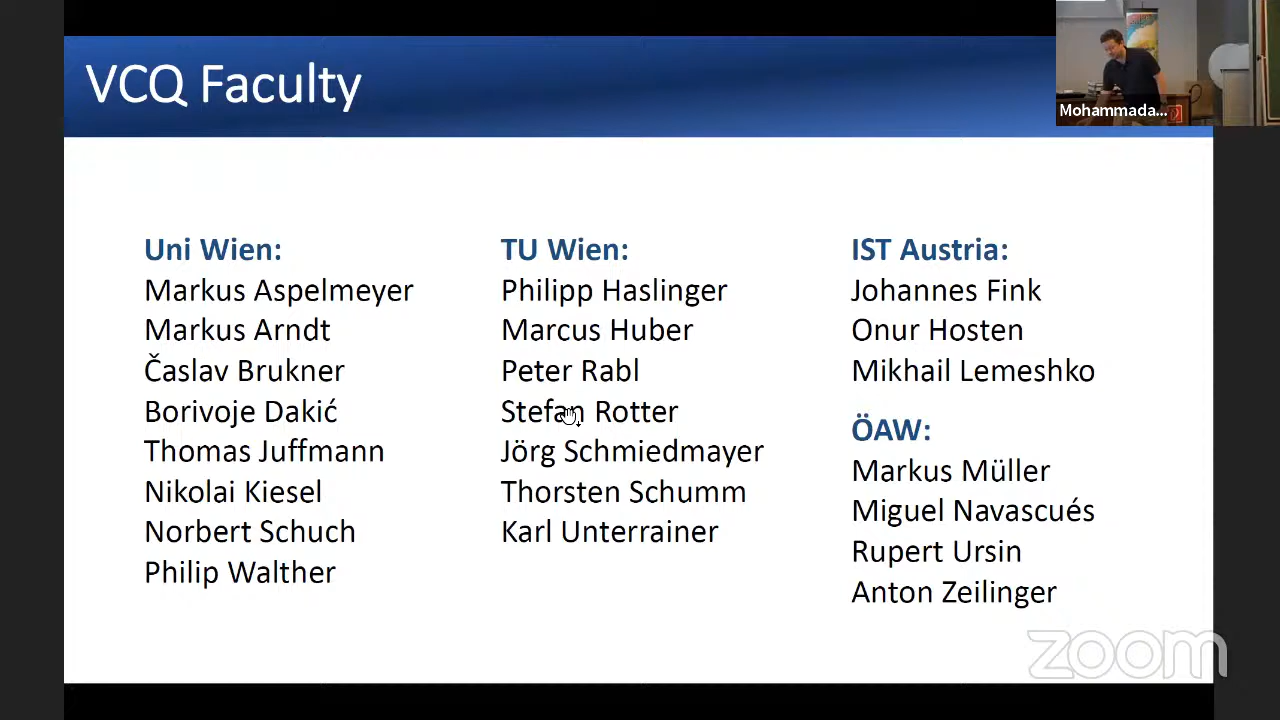 VCQ Faculty
Mohammada...
Uni Wien:
Markus Aspelmeyer
Markus Arndt
Časlav Brukner
Borivoje Dakić
Thomas Juffmann
Nikolai Kiesel
Norbert Schuch
Philip Walther
TU Wien:
Philipp Haslinger
Marcus Huber
Peter Rabl
Stefan Rotter
Jörg Schmiedmayer
Thorsten Schumm
Karl Unterrainer
IST Austria:
Johannes Fink
Onur Hosten
Mikhail Lemeshko
ÖAW:
Markus Müller
Miguel Navascués
Rupert Ursin
Anton Zeilinger
zoom